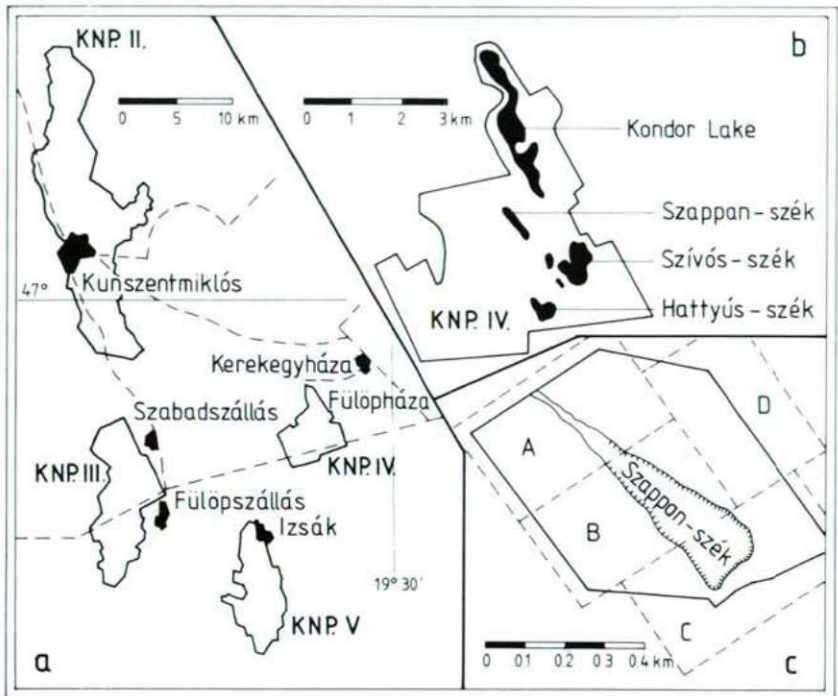 KNP. II.
0 5 10 km
Kunszentmiklós
47°
Kerekegyháza
Szabadszállás
Fülöpháza
KNP. III.
KNP. IV.
Fülöpszállás
Izsák
19° 30'
KNP. V
a
b
0 1 2 3 km
Kondor Lake
Szappan-szék
Szívós-szék
KNP. IV.
Hattyús-szék
D
A
Szappan-szék
B
C
0 0.1 0.2 0.3 0.4 km
c